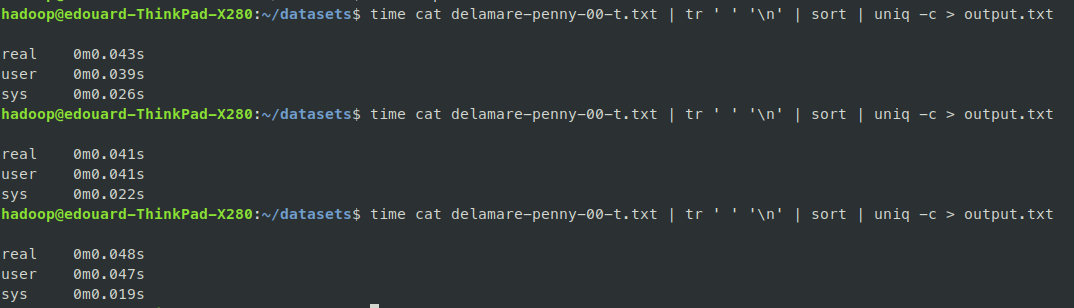 hadoop@edouard-ThinkPad-X280:~/datasets$ time cat delamare-penny-00-t.txt | tr ' ' '\n' | sort | uniq -c > output.txt
real 0m0.043s
user 0m0.039s
sys 0m0.026s
hadoop@edouard-ThinkPad-X280:~/datasets$ time cat delamare-penny-00-t.txt | tr ' ' '\n' | sort | uniq -c > output.txt
real 0m0.041s
user 0m0.041s
sys 0m0.022s
hadoop@edouard-ThinkPad-X280:~/datasets$ time cat delamare-penny-00-t.txt | tr ' ' '\n' | sort | uniq -c > output.txt
real 0m0.048s
user 0m0.047s
sys 0m0.019s